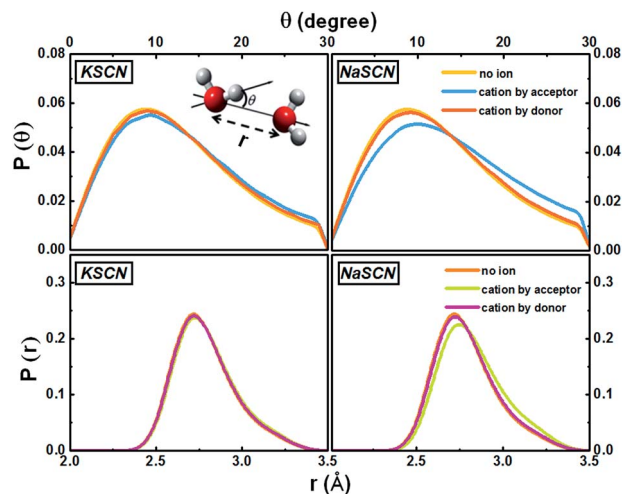 θ (degree)
0 10 20 30 0 10 20 30
0.08 KSCN NaSCN 0.08
no ion
cation by acceptor
cation by donor
θ
r
P (θ)
0.06 0.06
0.04 0.04
0.02 0.02
0.00 0.00
KSCN NaSCN
no ion
cation by acceptor
cation by donor
P (r)
0.3 0.3
0.2 0.2
0.1 0.1
0.0 0.0
2.0 2.5 3.0 3.5 2.5 3.0 3.5
r (Å)